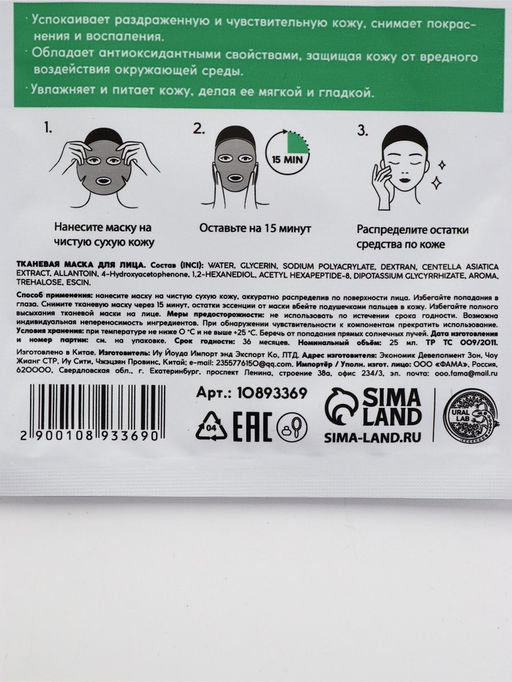 · Успокаивает раздраженную и чувствительную кожу, снимает покрас-
нения и воспаления.
· Обладает антиоксидантными свойствами, защищая кожу от вредного
воздействия окружающей среды.
· Увлажняет и питает кожу, делая ее мягкой и гладкой.
1.
2.
3.
15 MIN
Нанесите маску на
чистую сухую кожу
Оставьте на 15 минут
Распределите остатки
средства по коже
ТКАНЕВАЯ МАСКА ДЛЯ ЛИЦА. Состав (INCI): WATER, GLYCERIN, SODIUM POLYACRYLATE, DEXTRAN, CENTELLA ASIATICA
EXTRACT, ALLANTOIN, 4-Hydroxyacetophenone, 1,2-HEXANEDIOL, ACETYL HEXAPEPTIDE-8, DIPOTASSIUM GLYCYRRHIZATE, AROMA,
TREHALOSE, ESCIN.
Способ применения: нанесите маску на чистую сухую кожу, аккуратно распределив по поверхности лица. Избегайте попадания в
глаза. Снимите тканевую маску через 15 минут, остатки эссенции от маски вбейте подушечками пальцев в кожу. Избегайте полного
высыхания тканевой маски на лице. Меры предосторожности: не использовать по истечении срока годности. Возможна
индивидуальная непереносимость ингредиентов. При обнаружении чувствительности к компонентам прекратить использование.
Условия хранения: при температуре не ниже 0 °С и не выше +25 °С. Беречь от попадания прямых солнечных лучей. Дата изготовления
и номер партии: см. на упаковке. Срок годности: 36 месяцев. Номинальный объём: 25 мл. ТР ТС 009/2011.
Изготовлено в Китае. Изготовитель: Иу Йоуда Импорт энд Экспорт Ко, ЛТД. Адрес изготовителя: Экономик Девелопмент Зон, Чоу
Жианг СТР, Иу Сити, Чжэцзян Провинс, Китай; e-mail: 2355776150@qq.com. Импортёр / Уполн. изгот. лицо: ООО «ФАМА», Россия,
620000, Свердловская обл., г. Екатеринбург, проспект Ленина, строение 38а, офис 234/3, эл. почта: ooo.fama@mail.ru
Арт.: 10893369
04
EAC
SIMA
LAND
SIMA-LAND.RU
URAL
LAB
2 900108 933690